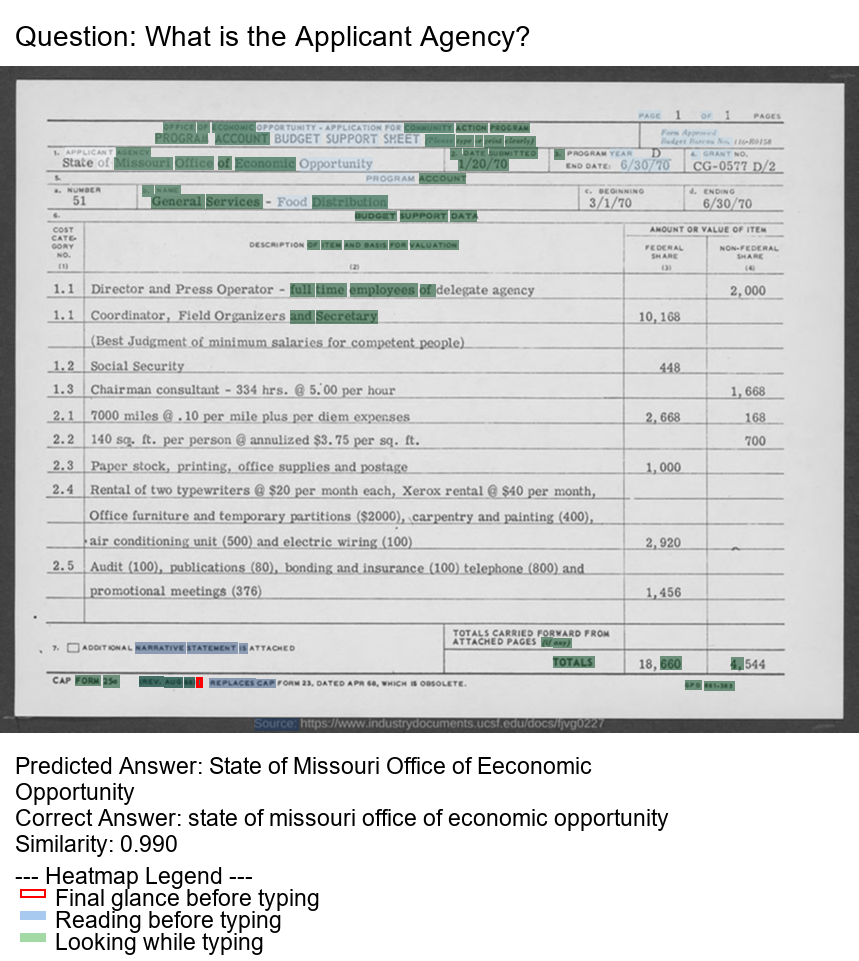 Question: What is the Applicant Agency?
PAGE 1 OF 1 PAGES
OFFICE OF ECONOMIC OPPORTUNITY - APPLICATION FOR COMMUNITY ACTION PROGRAM
PROGRAM ACCOUNT BUDGET SUPPORT SHEET (Please type or print clearly)
Form Approved
Budget Bureau No. 116-R0158
1. APPLICANT AGENCY
State of Missouri Office of Economic Opportunity
2. DATE SUBMITTED
1/20/70
3. PROGRAM YEAR D
END DATE: 6/30/70
4. GRANT NO.
CG-0577 D/2
5. PROGRAM ACCOUNT
a. NUMBER
51
b. NAME
General Services - Food Distribution
c. BEGINNING
3/1/70
d. ENDING
6/30/70
6. BUDGET SUPPORT DATA
COST CATE- GORY NO. (1)
DESCRIPTION OF ITEM AND BASIS FOR VALUATION
(2)
AMOUNT OR VALUE OF ITEM
FEDERAL SHARE (3)
NON-FEDERAL SHARE (4)
1.1 Director and Press Operator - full time employees of delegate agency 2,000
1.1 Coordinator, Field Organizers and Secretary 10,168
(Best Judgment of minimum salaries for competent people)
1.2 Social Security 448
1.3 Chairman consultant - 334 hrs. @ 5.00 per hour 1,668
2.1 7000 miles @ .10 per mile plus per diem expenses 2,668 168
2.2 140 sq. ft. per person @ annulized $3.75 per sq. ft. 700
2.3 Paper stock, printing, office supplies and postage 1,000
2.4 Rental of two typewriters @ $20 per month each, Xerox rental @ $40 per month,
Office furniture and temporary partitions ($2000), carpentry and painting (400),
air conditioning unit (500) and electric wiring (100) 2,920
2.5 Audit (100), publications (80), bonding and insurance (100) telephone (800) and
promotional meetings (376) 1,456
7. ADDITIONAL NARRATIVE STATEMENT IS ATTACHED
TOTALS CARRIED FORWARD FROM
ATTACHED PAGES (if any)
TOTALS 18,660 4,544
CAP FORM 25a (REV. AUG 68) REPLACES CAP FORM 23, DATED APR 68, WHICH IS OBSOLETE.
Source: https://www.industrydocuments.ucsf.edu/docs/fjvg0227
Predicted Answer: State of Missouri Office of Eeconomic
Opportunity
Correct Answer: state of missouri office of economic opportunity
Similarity: 0.990
--- Heatmap Legend ---
Final glance before typing
Reading before typing
Looking while typing